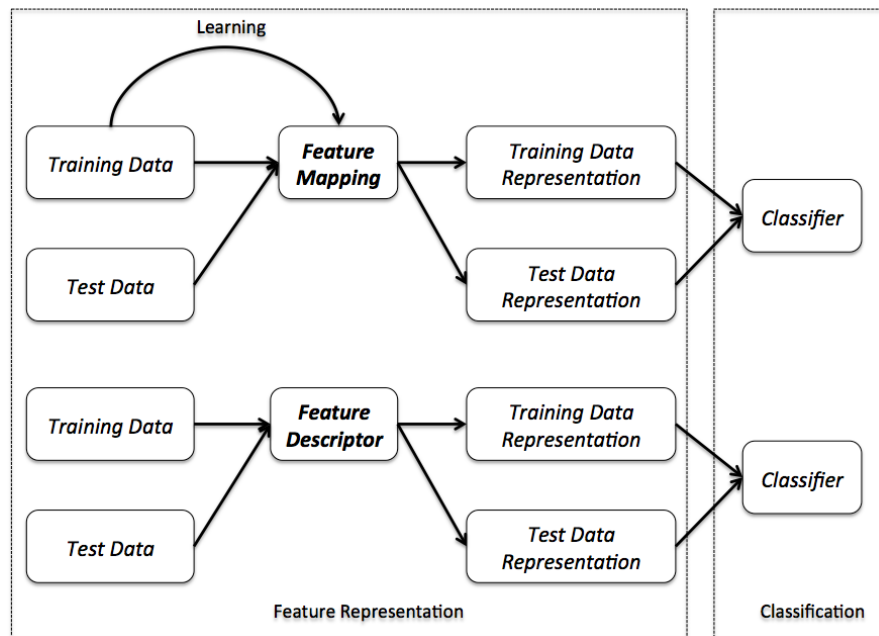 Learning
Training Data
Feature
Mapping
Training Data
Representation
Classifier
Test Data
Test Data
Representation
Training Data
Feature
Descriptor
Training Data
Representation
Classifier
Test Data
Test Data
Representation
Feature Representation
Classification